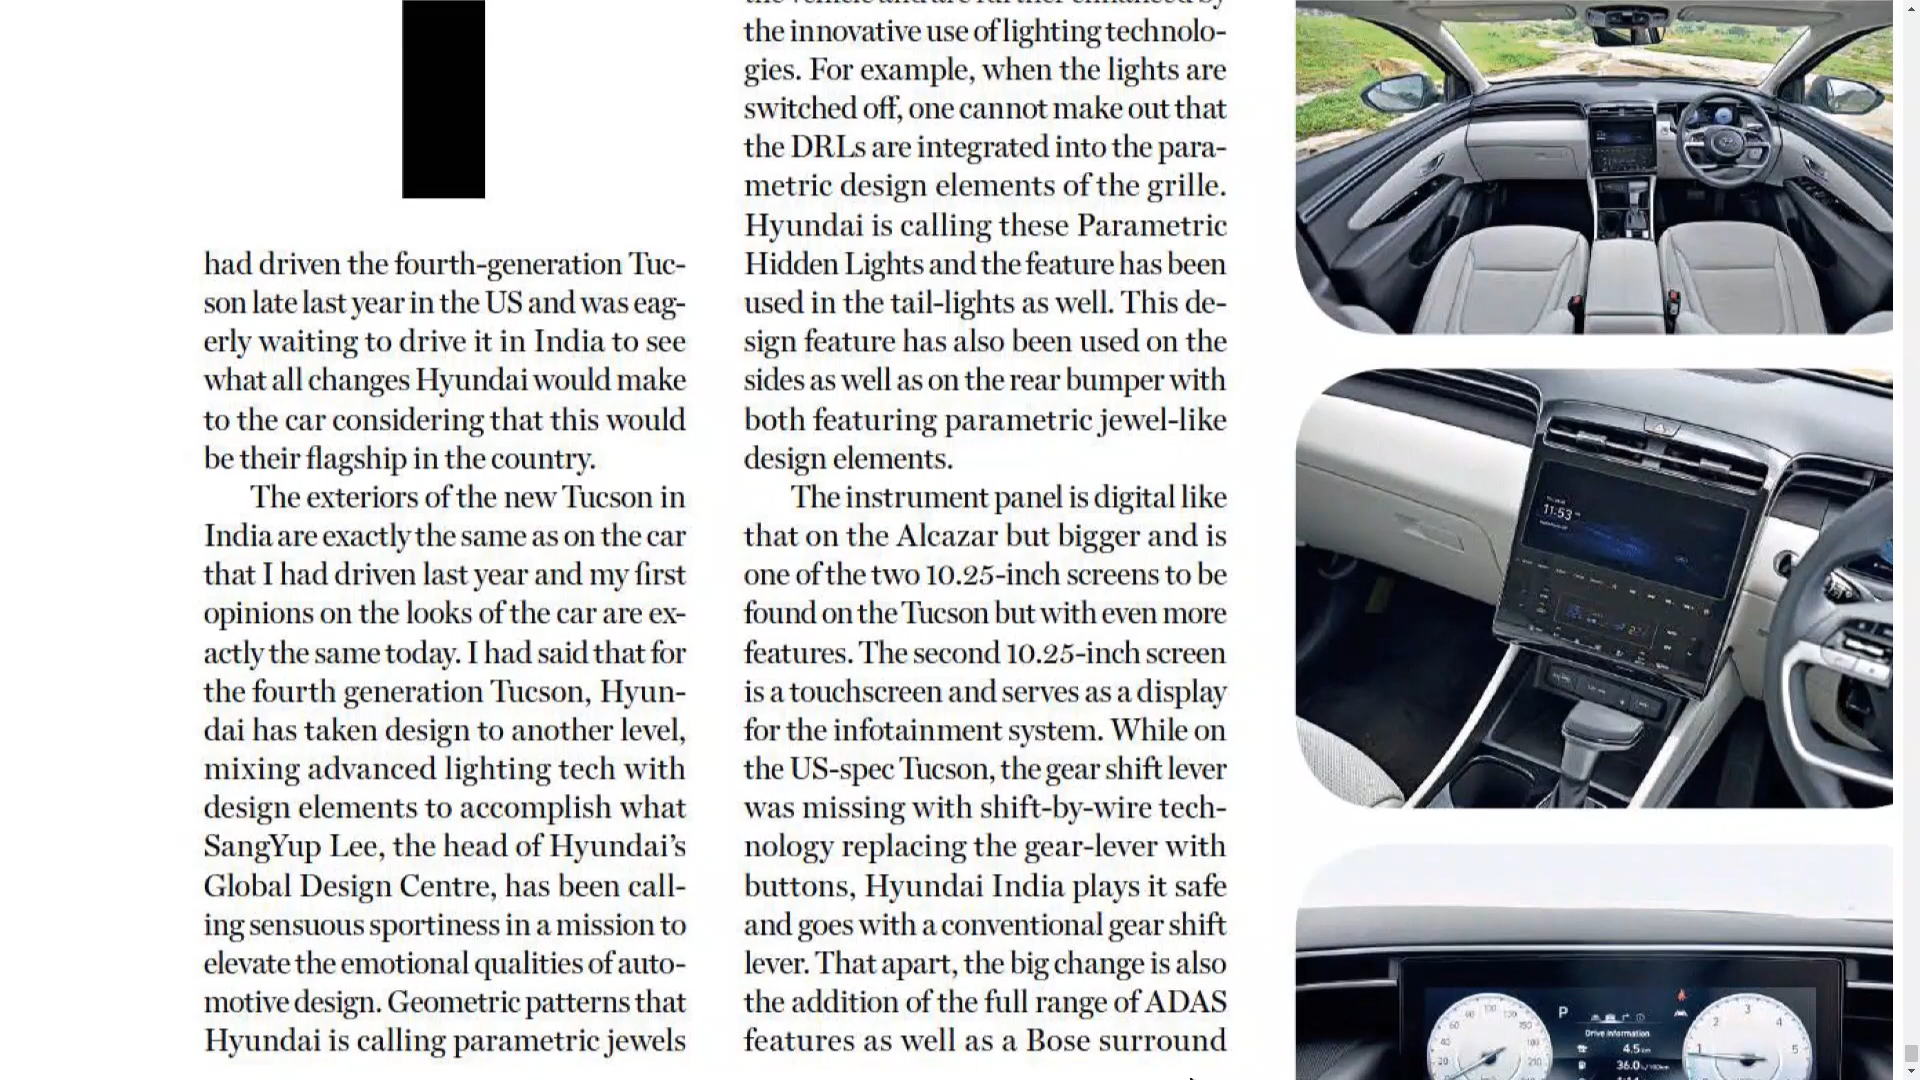 I
had driven the fourth-generation Tuc-
son late last year in the US and was eag-
erly waiting to drive it in India to see
what all changes Hyundai would make
to the car considering that this would
be their flagship in the country.
The exteriors of the new Tucson in
India are exactly the same as on the car
that I had driven last year and my first
opinions on the looks of the car are ex-
actly the same today. I had said that for
the fourth generation Tucson, Hyun-
dai has taken design to another level,
mixing advanced lighting tech with
design elements to accomplish what
SangYup Lee, the head of Hyundai’s
Global Design Centre, has been call-
ing sensuous sportiness in a mission to
elevate the emotional qualities of auto-
motive design. Geometric patterns that
Hyundai is calling parametric jewels
the innovative use of lighting technolo-
gies. For example, when the lights are
switched off, one cannot make out that
the DRLs are integrated into the para-
metric design elements of the grille.
Hyundai is calling these Parametric
Hidden Lights and the feature has been
used in the tail-lights as well. This de-
sign feature has also been used on the
sides as well as on the rear bumper with
both featuring parametric jewel-like
design elements.
The instrument panel is digital like
that on the Alcazar but bigger and is
one of the two 10.25-inch screens to be
found on the Tucson but with even more
features. The second 10.25-inch screen
is a touchscreen and serves as a display
for the infotainment system. While on
the US-spec Tucson, the gear shift lever
was missing with shift-by-wire tech-
nology replacing the gear-lever with
buttons, Hyundai India plays it safe
and goes with a conventional gear shift
lever. That apart, the big change is also
the addition of the full range of ADAS
features as well as a Bose surround
11:53
P
Drive Information
4.5 km
36.0